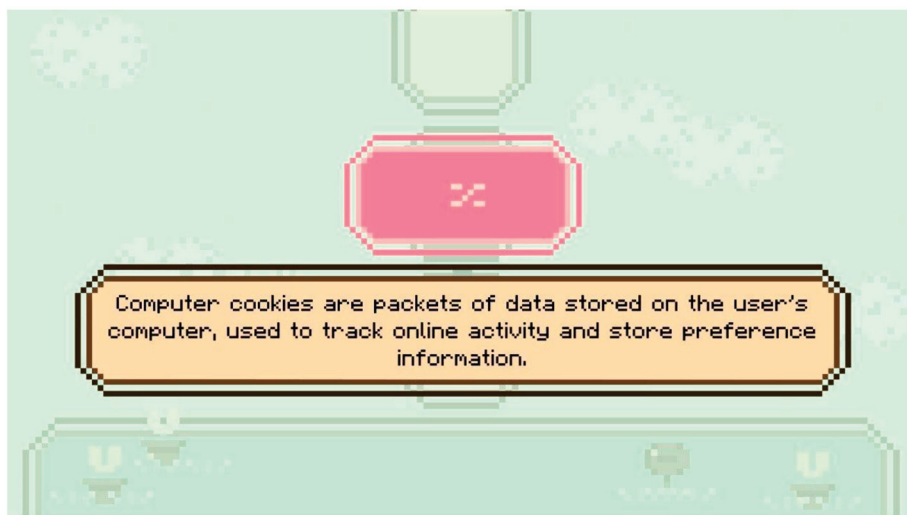 Computer cookies are packets of data stored on the user's
computer, used to track online activity and store preference
information.